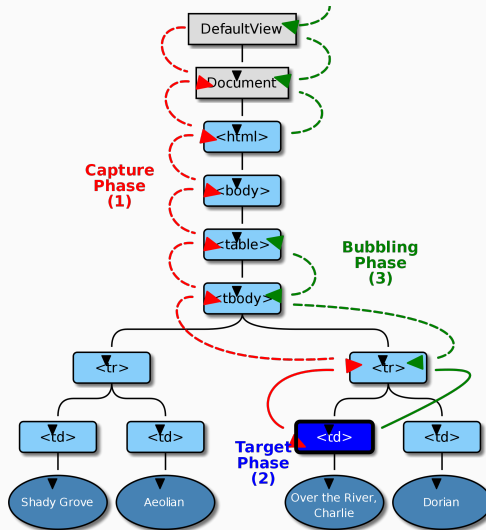 DefaultView
Document
<html>
Capture
Phase
(1)
<body>
<table>
Bubbling
Phase
(3)
<tbody>
<tr>
<tr>
<td>
<td>
Target
Phase
(2)
<td>
<td>
Shady Grove
Aeolian
Over the River,
Charlie
Dorian